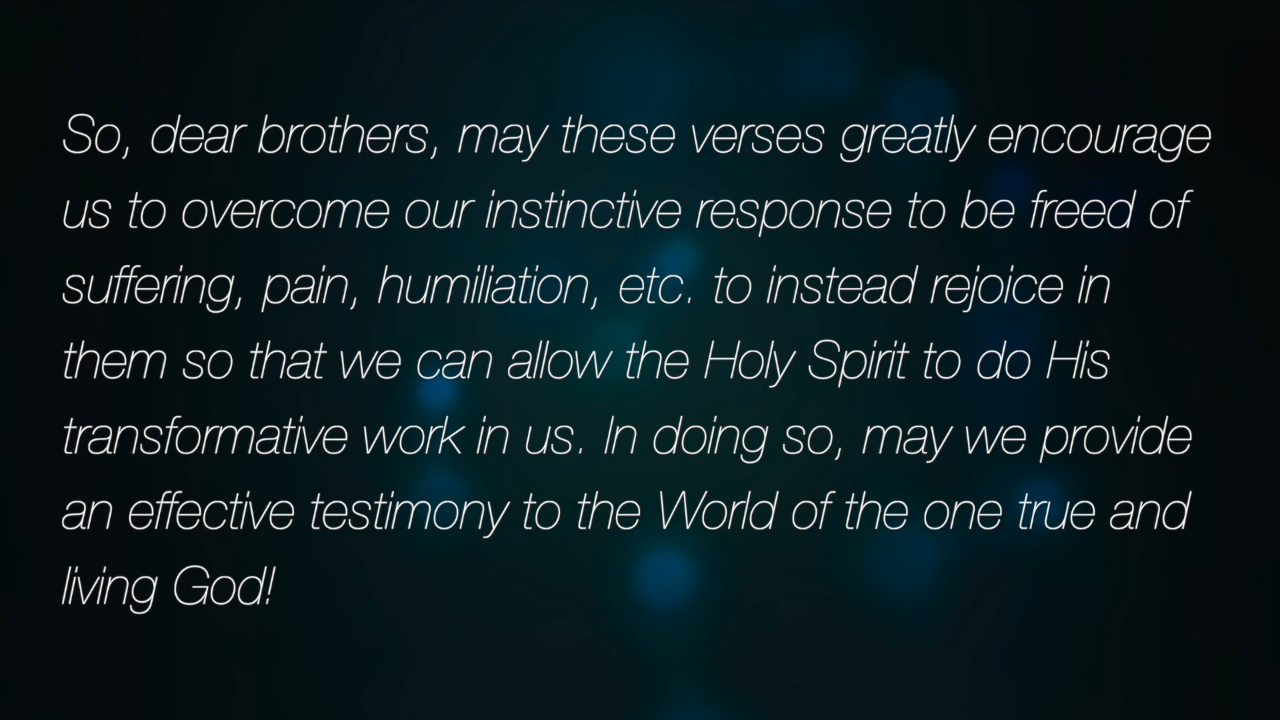 So, dear brothers, may these verses greatly encourage
us to overcome our instinctive response to be freed of
suffering, pain, humiliation, etc. to instead rejoice in
them so that we can allow the Holy Spirit to do His
transformative work in us. In doing so, may we provide
an effective testimony to the World of the one true and
living God!